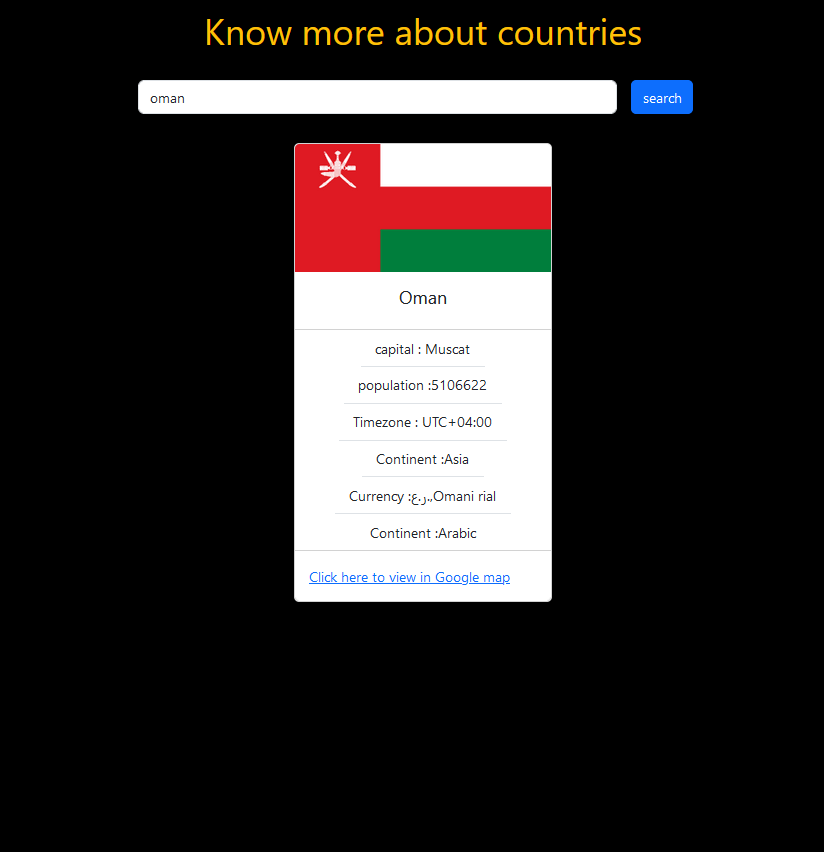 Know more about countries
oman
search
Oman
capital : Muscat
population :5106622
Timezone : UTC+04:00
Continent :Asia
Currency :ر.ع.,Omani rial
Continent :Arabic
Click here to view in Google map